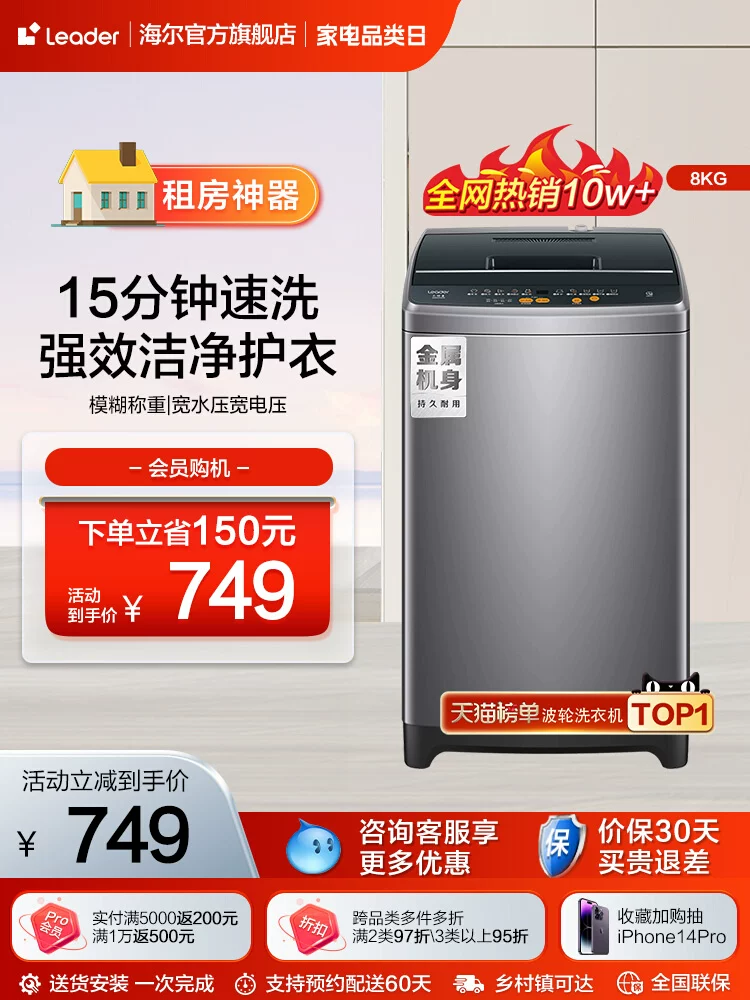 Leader | 海尔官方旗舰店 | 家电品类日
租房神器
全网热销10w+
8KG
15分钟速洗
强效洁净护衣
模糊称重|宽水压宽电压
Leader
金属
机身
持久耐用
– 会员购机 –
下单立省150元
活动
到手价 ¥ 749
天猫榜单 波轮洗衣机 TOP1
活动立减到手价
¥ 749
咨询客服享
更多优惠
保
价保30天
买贵退差
Pro
会员
实付满5000返200元
满1万返500元
折扣
跨品类多件多折
满2类97折\3类以上95折
收藏加购抽
iPhone14Pro
送货安装 一次完成
支持预约配送60天
乡村镇可达
全国联保